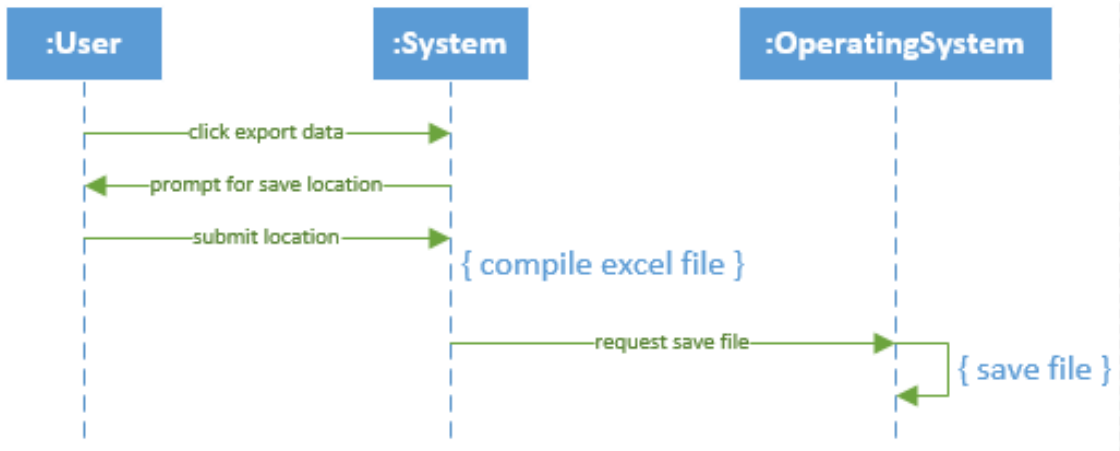 :User
:System
:OperatingSystem
click export data
prompt for save location
submit location
{ compile excel file }
request save file
{ save file }